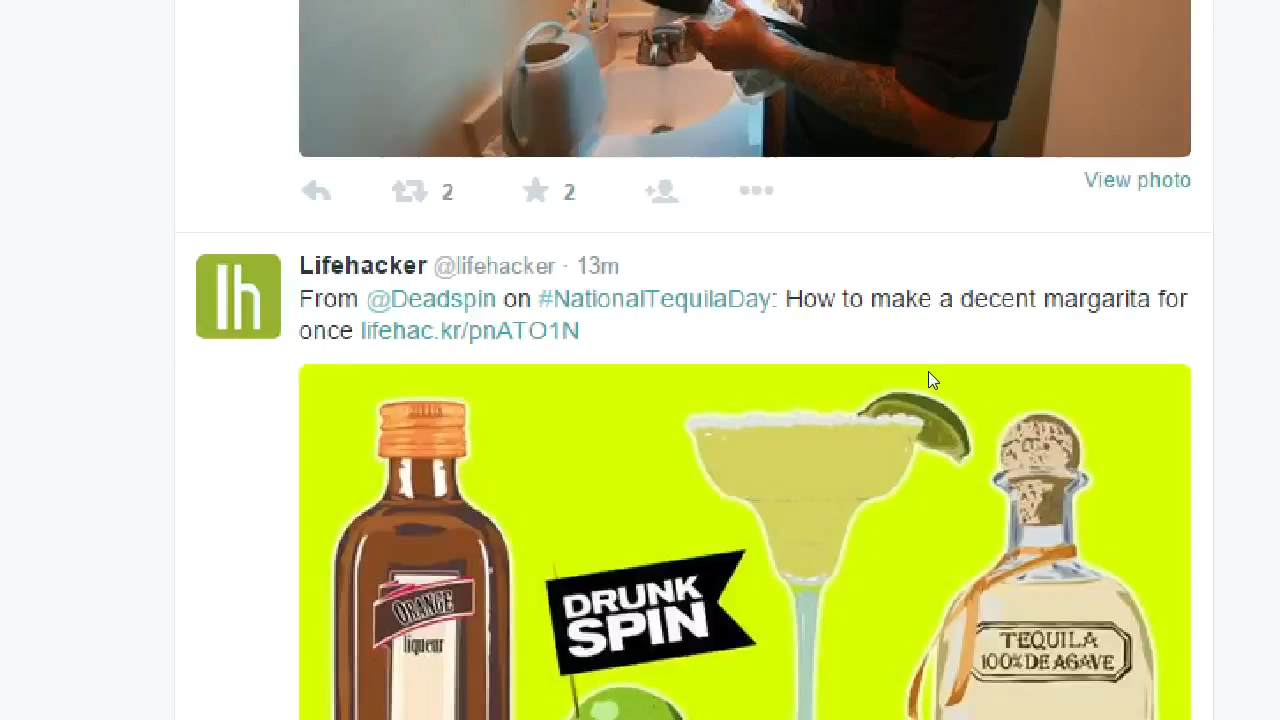 2
2
View photo
lh
Lifehacker @lifehacker · 13m
From @Deadspin on #NationalTequilaDay: How to make a decent margarita for
once lifehac.kr/pnATO1N
ORANGE
liqueur
DRUNK
SPIN
TEQUILA
100% DE AGAVE